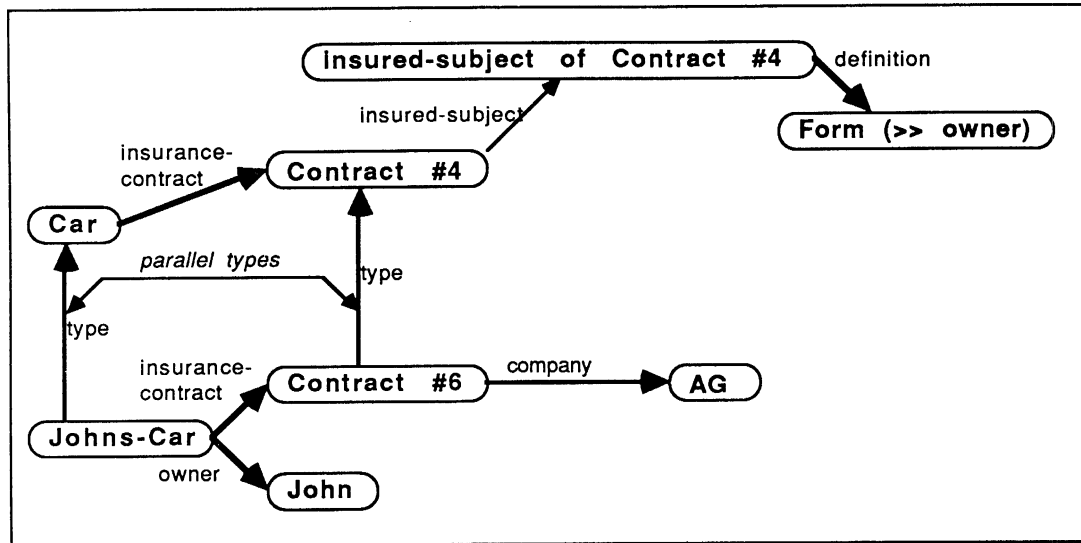 Insured-subject of Contract #4
definition
insured-subject
Form (>> owner)
insurance-
contract
Contract #4
Car
parallel types
type
type
insurance-
contract
Contract #6
company
AG
Johns-Car
owner
John